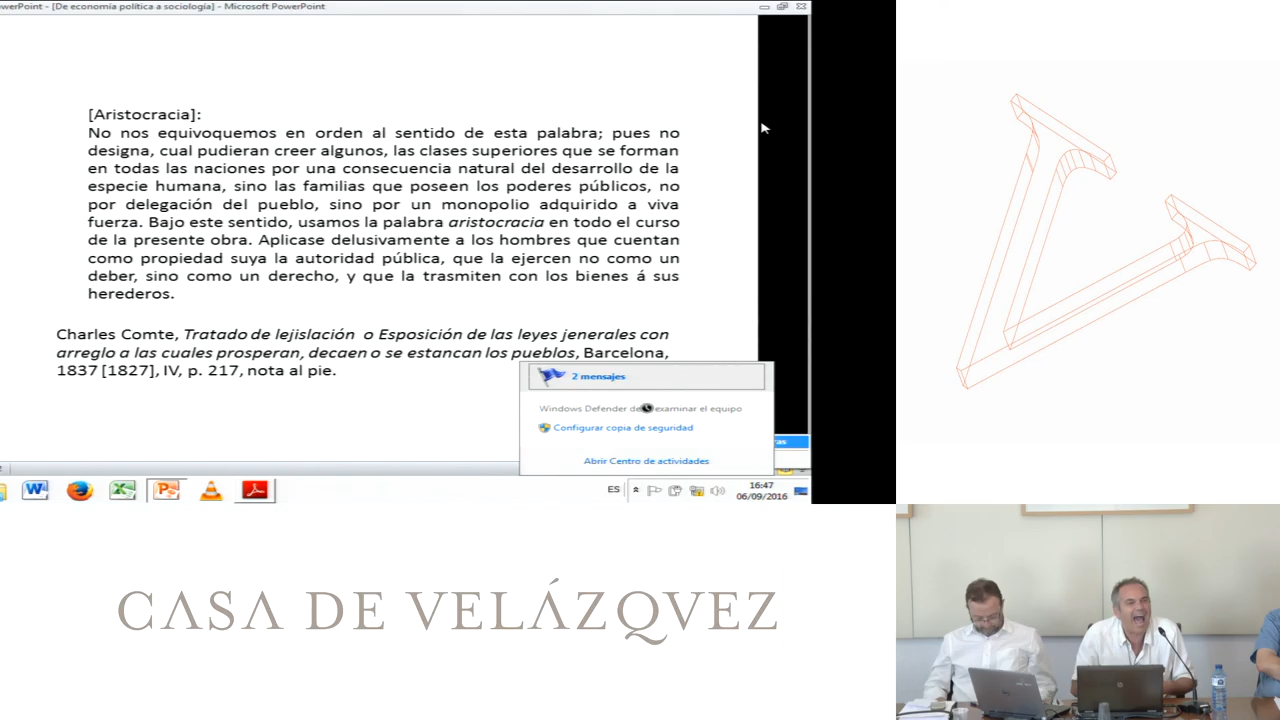 werPoint - [De economía política a sociología] - Microsoft PowerPoint
[Aristocracia]:
No nos equivoquemos en orden al sentido de esta palabra; pues no
designa, cual pudieran creer algunos, las clases superiores que se forman
en todas las naciones por una consecuencia natural del desarrollo de la
especie humana, sino las familias que poseen los poderes públicos, no
por delegación del pueblo, sino por un monopolio adquirido a viva
fuerza. Bajo este sentido, usamos la palabra aristocracia en todo el curso
de la presente obra. Aplicase delusivamente a los hombres que cuentan
como propiedad suya la autoridad pública, que la ejercen no como un
deber, sino como un derecho, y que la trasmiten con los bienes á sus
herederos.
Charles Comte, Tratado de lejislación o Esposición de las leyes jenerales con
arreglo a las cuales prosperan, decaen o se estancan los pueblos, Barcelona,
1837 [1827], IV, p. 217, nota al pie.
2 mensajes
Windows Defender examinar el equipo
Configurar copia de seguridad
Abrir Centro de actividades
ras
ES
16:47
06/09/2016
CASA DE VELÁZQVEZ